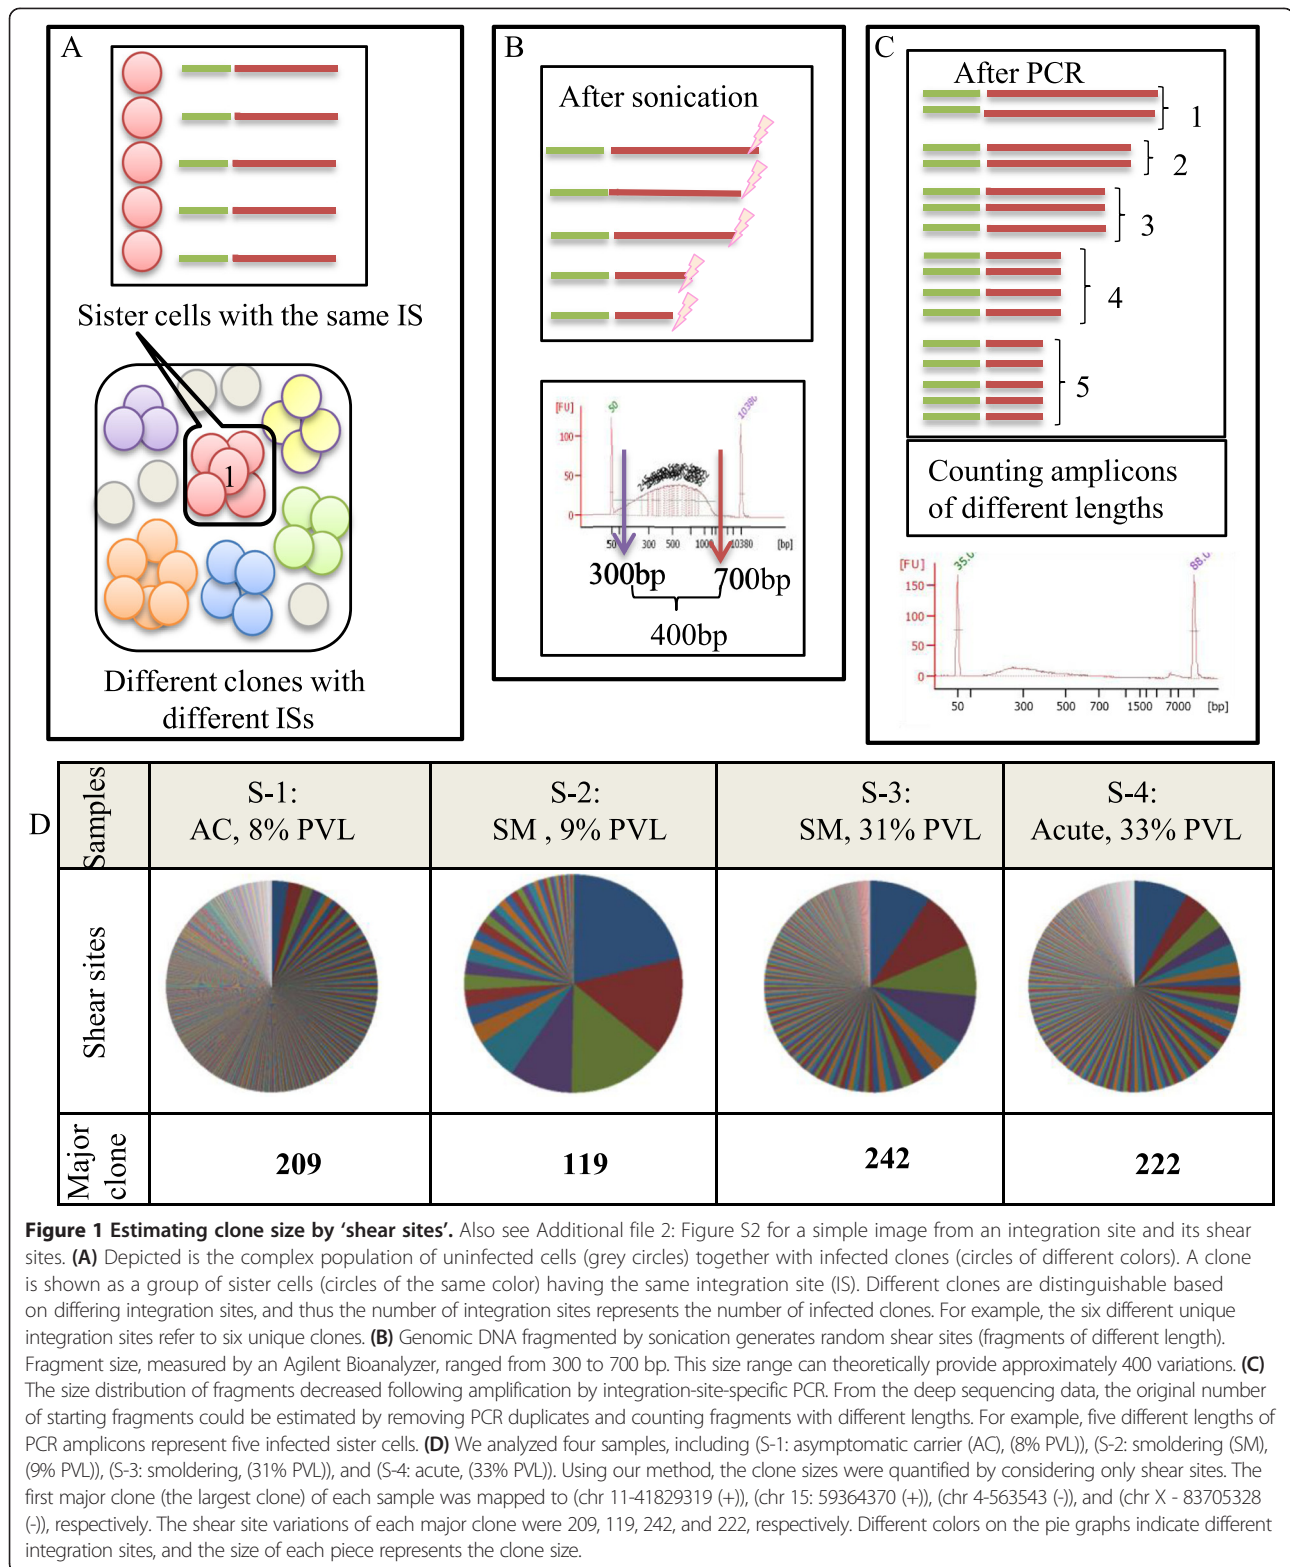 A
Sister cells with the same IS
1
Different clones with
different ISs
B
After sonication
[FU]
50
10380
100
50
0
50
300
500
1000
10380
[bp]
300bp
700bp
400bp
C
After PCR
1
2
3
4
5
Counting amplicons
of different lengths
[FU]
35.0
88.0
150
100
50
0
50
300
500
700
1500
7000
[bp]
D
Samples
S-1:
AC, 8% PVL
S-2:
SM , 9% PVL
S-3:
SM, 31% PVL
S-4:
Acute, 33% PVL
Shear sites
Major
clone
209
119
242
222
Figure 1 Estimating clone size by ‘shear sites’. Also see Additional file 2: Figure S2 for a simple image from an integration site and its shear
sites. (A) Depicted is the complex population of uninfected cells (grey circles) together with infected clones (circles of different colors). A clone
is shown as a group of sister cells (circles of the same color) having the same integration site (IS). Different clones are distinguishable based
on differing integration sites, and thus the number of integration sites represents the number of infected clones. For example, the six different unique
integration sites refer to six unique clones. (B) Genomic DNA fragmented by sonication generates random shear sites (fragments of different length).
Fragment size, measured by an Agilent Bioanalyzer, ranged from 300 to 700 bp. This size range can theoretically provide approximately 400 variations. (C)
The size distribution of fragments decreased following amplification by integration-site-specific PCR. From the deep sequencing data, the original number
of starting fragments could be estimated by removing PCR duplicates and counting fragments with different lengths. For example, five different lengths of
PCR amplicons represent five infected sister cells. (D) We analyzed four samples, including (S-1: asymptomatic carrier (AC), (8% PVL)), (S-2: smoldering (SM),
(9% PVL)), (S-3: smoldering, (31% PVL)), and (S-4: acute, (33% PVL)). Using our method, the clone sizes were quantified by considering only shear sites. The
first major clone (the largest clone) of each sample was mapped to (chr 11-41829319 (+)), (chr 15: 59364370 (+)), (chr 4-563543 (-)), and (chr X - 83705328
(-)), respectively. The shear site variations of each major clone were 209, 119, 242, and 222, respectively. Different colors on the pie graphs indicate different
integration sites, and the size of each piece represents the clone size.